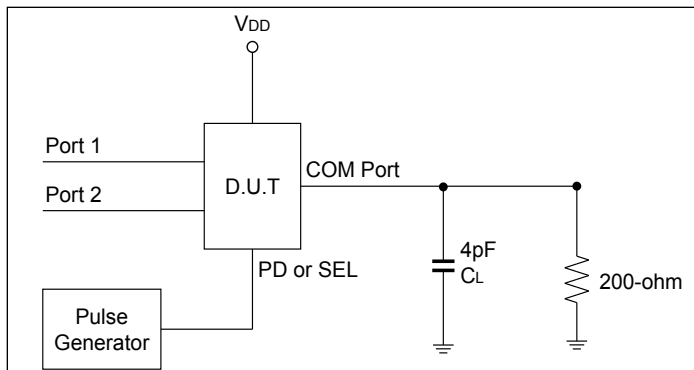 VDD
Port 1
Port 2
D.U.T
COM Port
PD or SEL
Pulse
Generator
4pF
CL
200-ohm